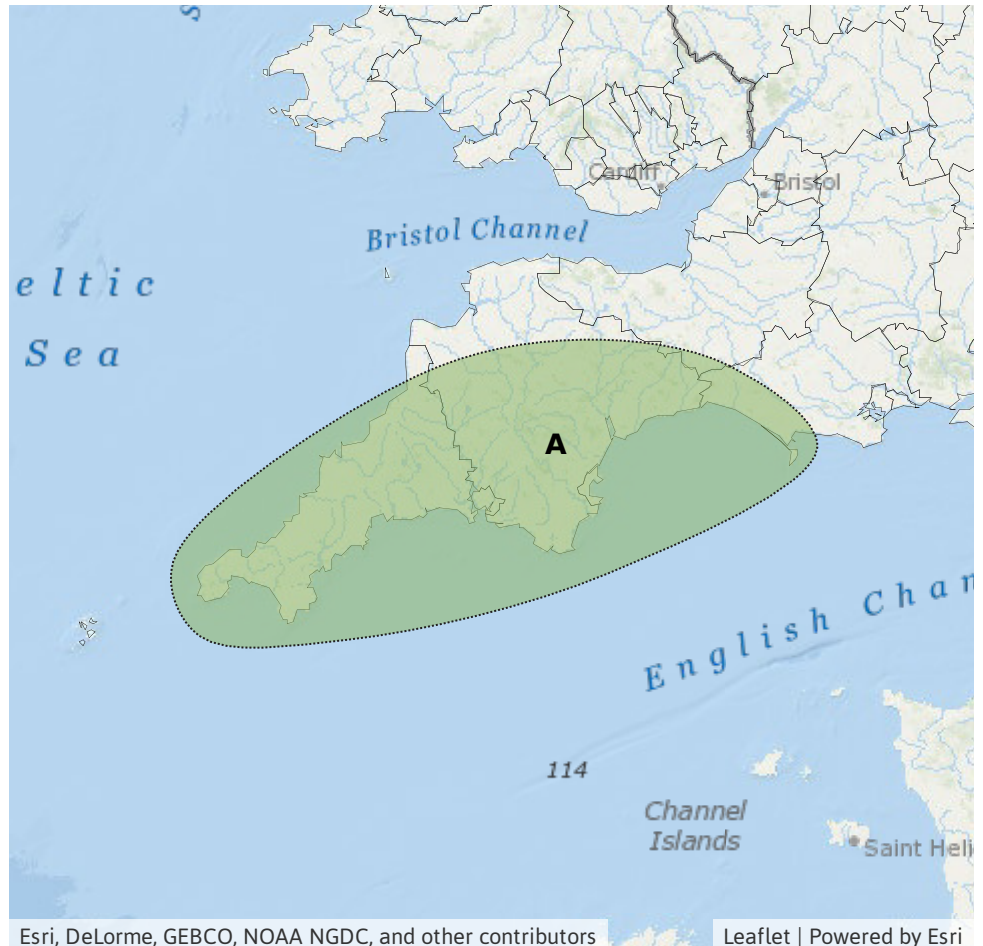 Cardiff
Bristol
Bristol Channel
eltic
Sea
A
English Chan
114
Channel
Islands
Saint Heli
Esri, DeLorme, GEBCO, NOAA NGDC, and other contributors
Leaflet | Powered by Esri